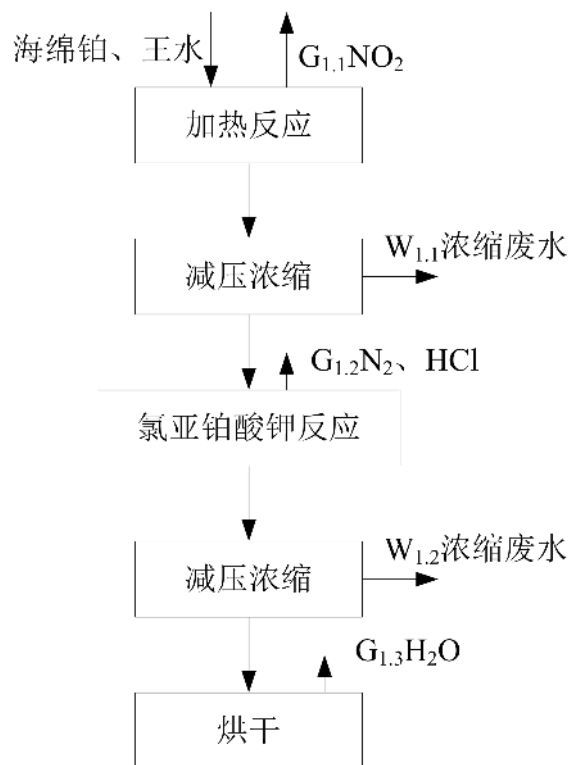 海绵铂、王水
G1.1NO2
加热反应
减压浓缩
W1.1浓缩废水
G1.2N2、HCl
氯亚铂酸钾反应
减压浓缩
W1.2浓缩废水
G1.3H2O
烘干